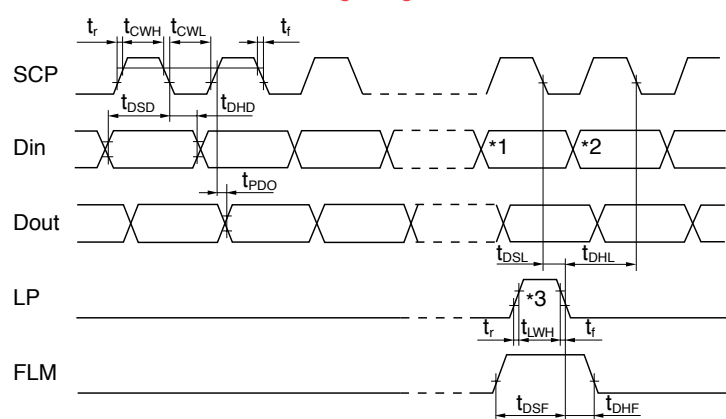 tr tCWH tCWL tf
SCP
tDSD tDHD
Din *1 *2
tPDO
Dout
tDSL tDHL
LP *3
tr tLWH tf
FLM
tDSF tDHF